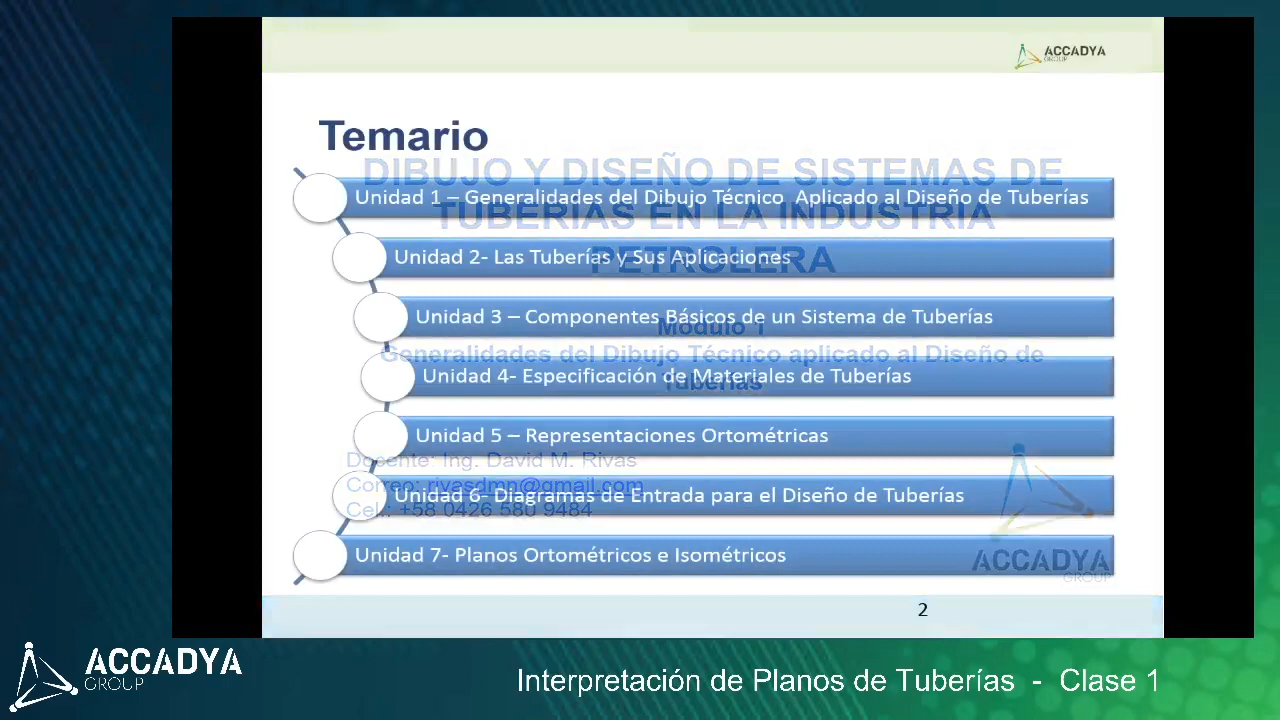 ACCADYA
GROUP
Temario
DIBUJO Y DISEÑO DE SISTEMAS DE
TUBERIAS EN LA INDUSTRIA
PETROLERA
Módulo 1
Generalidades del Dibujo Técnico aplicado al Diseño de
Tuberías
Unidad 1 – Generalidades del Dibujo Técnico Aplicado al Diseño de Tuberías
Unidad 2- Las Tuberías y Sus Aplicaciones
Unidad 3 – Componentes Básicos de un Sistema de Tuberías
Unidad 4- Especificación de Materiales de Tuberías
Unidad 5 – Representaciones Ortométricas
Unidad 6- Diagramas de Entrada para el Diseño de Tuberías
Unidad 7- Planos Ortométricos e Isométricos
Docente: Ing. David M. Rivas
Correo: rivasdmn@gmail.com
Cel.: +58 0426 580 9484
ACCADYA
GROUP
2
ACCADYA
GROUP
Interpretación de Planos de Tuberías - Clase 1